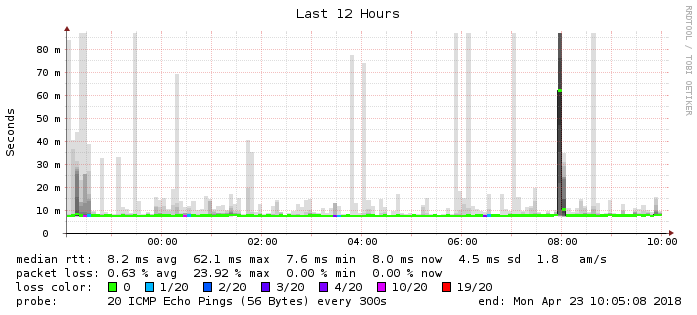 Last 12 Hours
RRDTOOL / TOBI OETIKER
Seconds
80 m
70 m
60 m
50 m
40 m
30 m
20 m
10 m
0
00:00 02:00 04:00 06:00 08:00 10:00
median rtt: 8.2 ms avg 62.1 ms max 7.6 ms min 8.0 ms now 4.5 ms sd 1.8 am/s
packet loss: 0.63 % avg 23.92 % max 0.00 % min 0.00 % now
loss color: 0 1/20 2/20 3/20 4/20 10/20 19/20
probe: 20 ICMP Echo Pings (56 Bytes) every 300s end: Mon Apr 23 10:05:08 2018